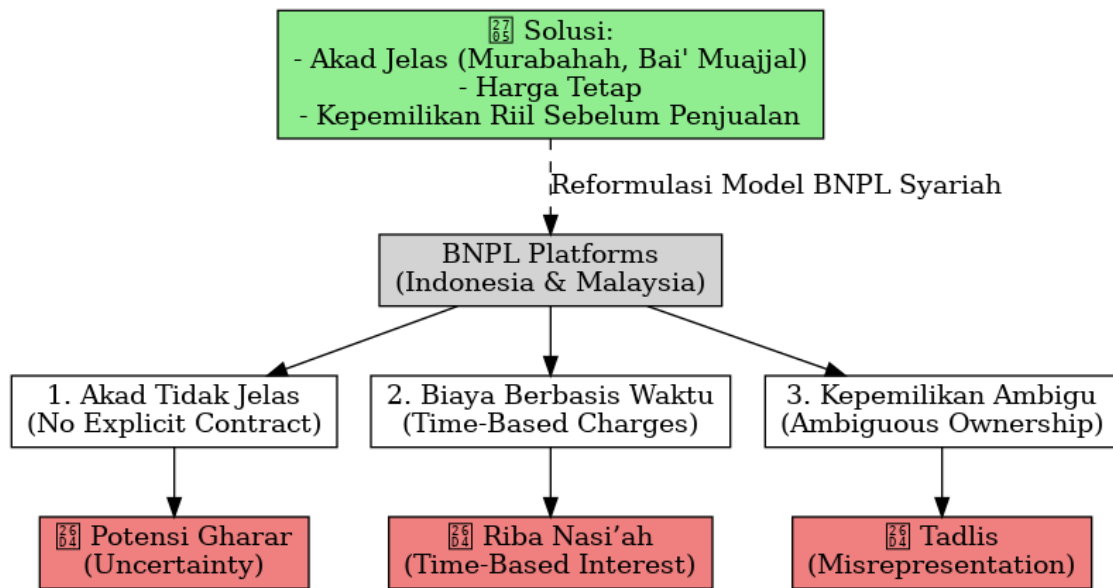 ✅ Solusi:
- Akad Jelas (Murabahah, Bai' Muajjal)
- Harga Tetap
- Kepemilikan Riil Sebelum Penjualan
Reformulasi Model BNPL Syariah
BNPL Platforms
(Indonesia & Malaysia)
1. Akad Tidak Jelas
(No Explicit Contract)
2. Biaya Berbasis Waktu
(Time-Based Charges)
3. Kepemilikan Ambigu
(Ambiguous Ownership)
⛔ Potensi Gharar
(Uncertainty)
⛔ Riba Nasi’ah
(Time-Based Interest)
⛔ Tadlis
(Misrepresentation)